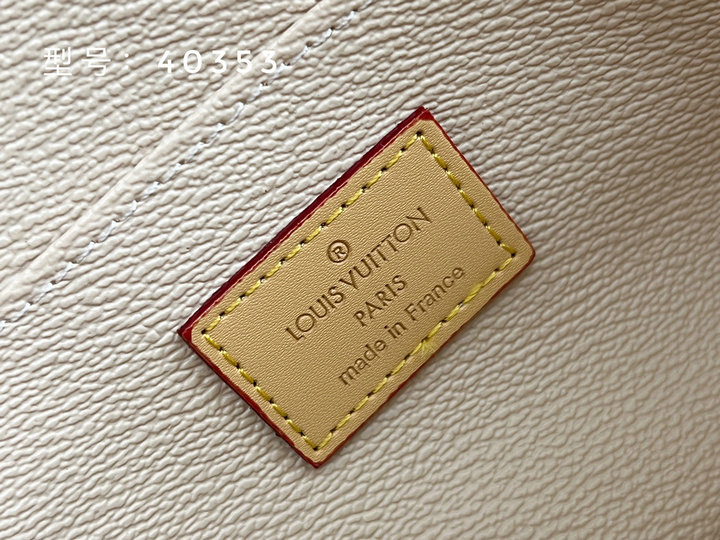 型号：40353
®
LOUIS VUITTON
PARIS
made in France